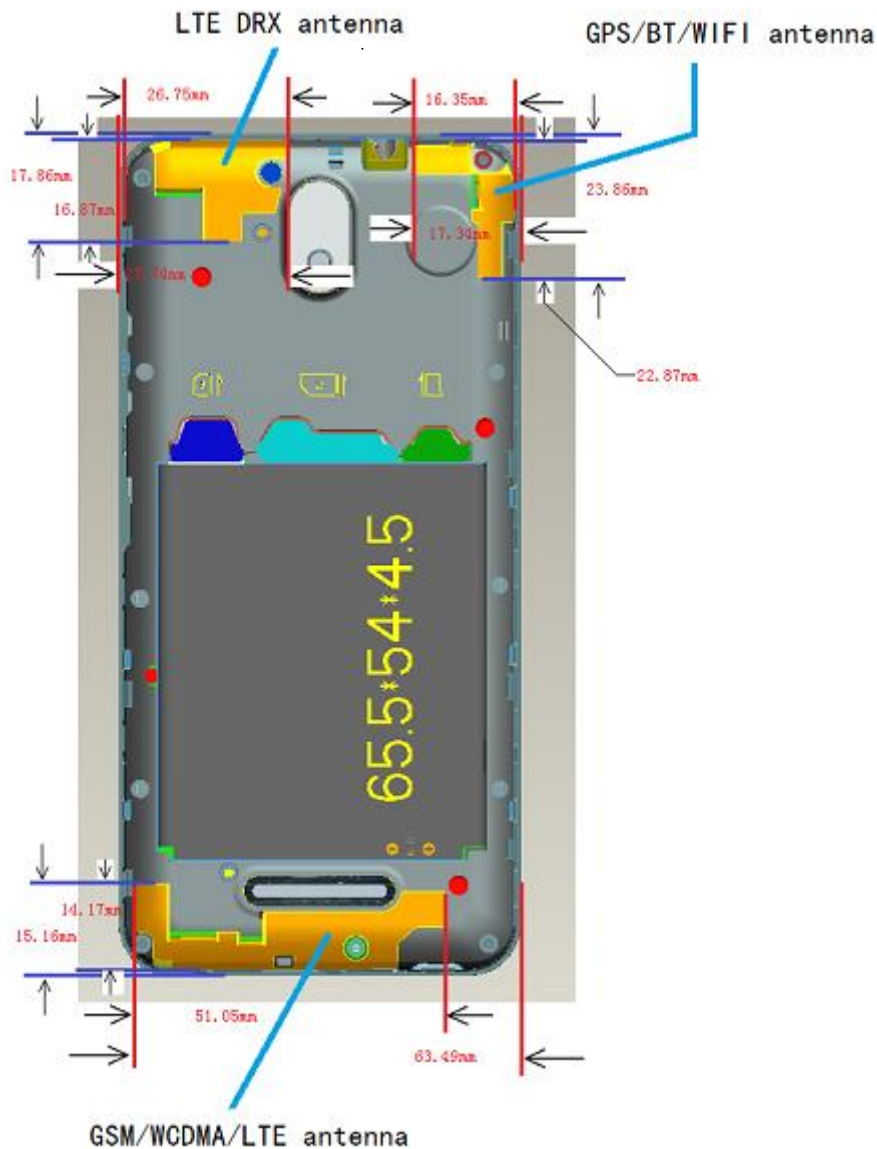 LTE DRX antenna
GPS/BT/WIFI antenna
26.75mm
16.35mm
17.86mm
16.87mm
23.86mm
17.34mm
22.87mm
65.5*54*4.5
14.17mm
15.16mm
51.05mm
63.49mm
GSM/WCDMA/LTE antenna